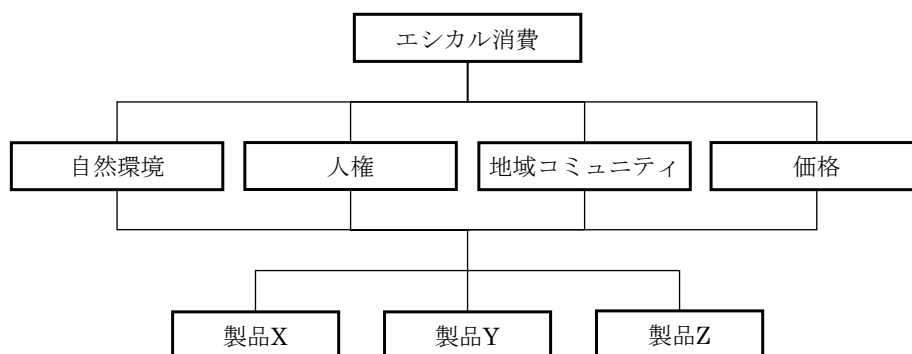 エシカル消費
自然環境
人権
地域コミュニティ
価格
製品X
製品Y
製品Z